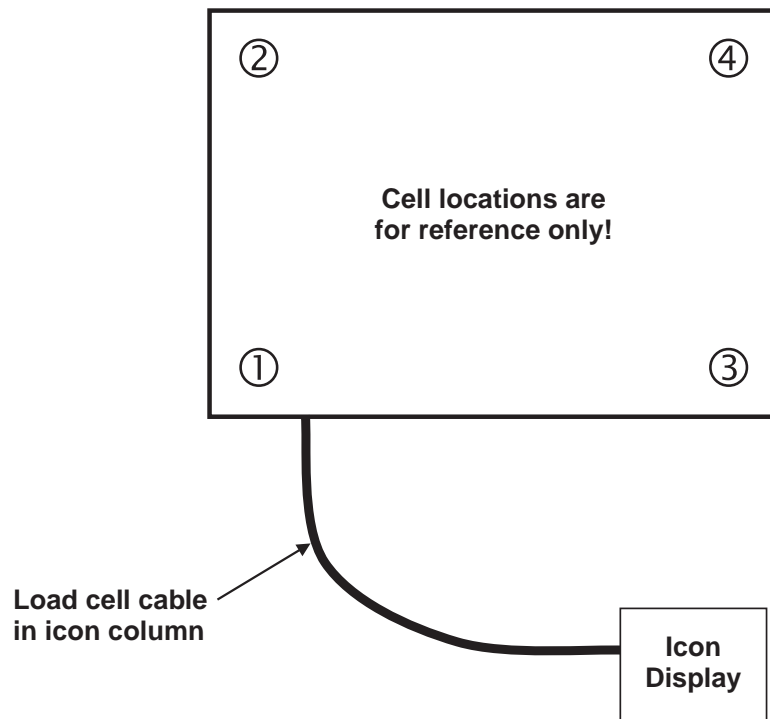 ② ④
Cell locations are
for reference only!
① ③
Load cell cable
in icon column
Icon
Display